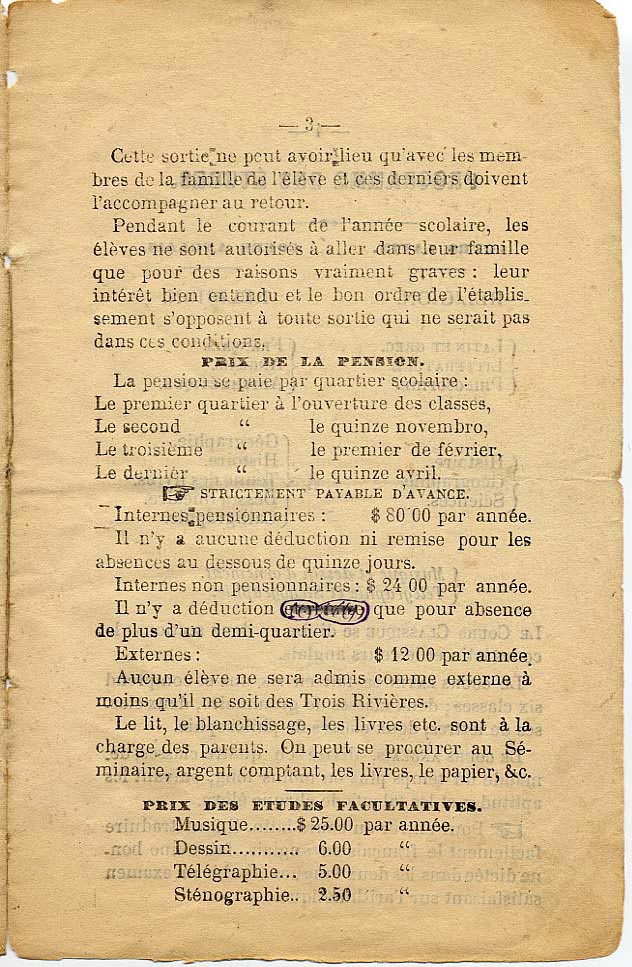 — 3 —
Cette sortie ne peut avoir lieu qu'avec les mem-
bres de la famille de l'élève et ces derniers doivent
l'accompagner au retour.
Pendant le courant de l'année scolaire, les
élèves ne sont autorisés à aller dans leur famille
que pour des raisons vraiment graves : leur
intérêt bien entendu et le bon ordre de l'établis-
sement s'opposent à toute sortie qui ne serait pas
dans ces conditions.
PRIX DE LA PENSION.
La pension se paie par quartier scolaire :
Le premier quartier à l'ouverture des classes,
Le second “ le quinze novembro,
Le troisième “ le premier de février,
Le dernier “ le quinze avril.
☞ STRICTEMENT PAYABLE D'AVANCE.
Internes pensionnaires : $ 80 00 par année.
Il n'y a aucune déduction ni remise pour les
absences au dessous de quinze jours.
Internes non pensionnaires : $ 24 00 par année.
Il n'y a déduction que pour absence
de plus d'un demi-quartier.
Externes : $ 12 00 par année.
Aucun élève ne sera admis comme externe à
moins qu'il ne soit des Trois Rivières.
Le lit, le blanchissage, les livres etc. sont à la
charge des parents. On peut se procurer au Sé-
minaire, argent comptant, les livres, le papier, &c.
PRIX DES ETUDES FACULTATIVES.
Musique........$ 25.00 par année.
Dessin........... 6.00 “
Télégraphie... 5.00 “
Sténographie.. 2.50 “